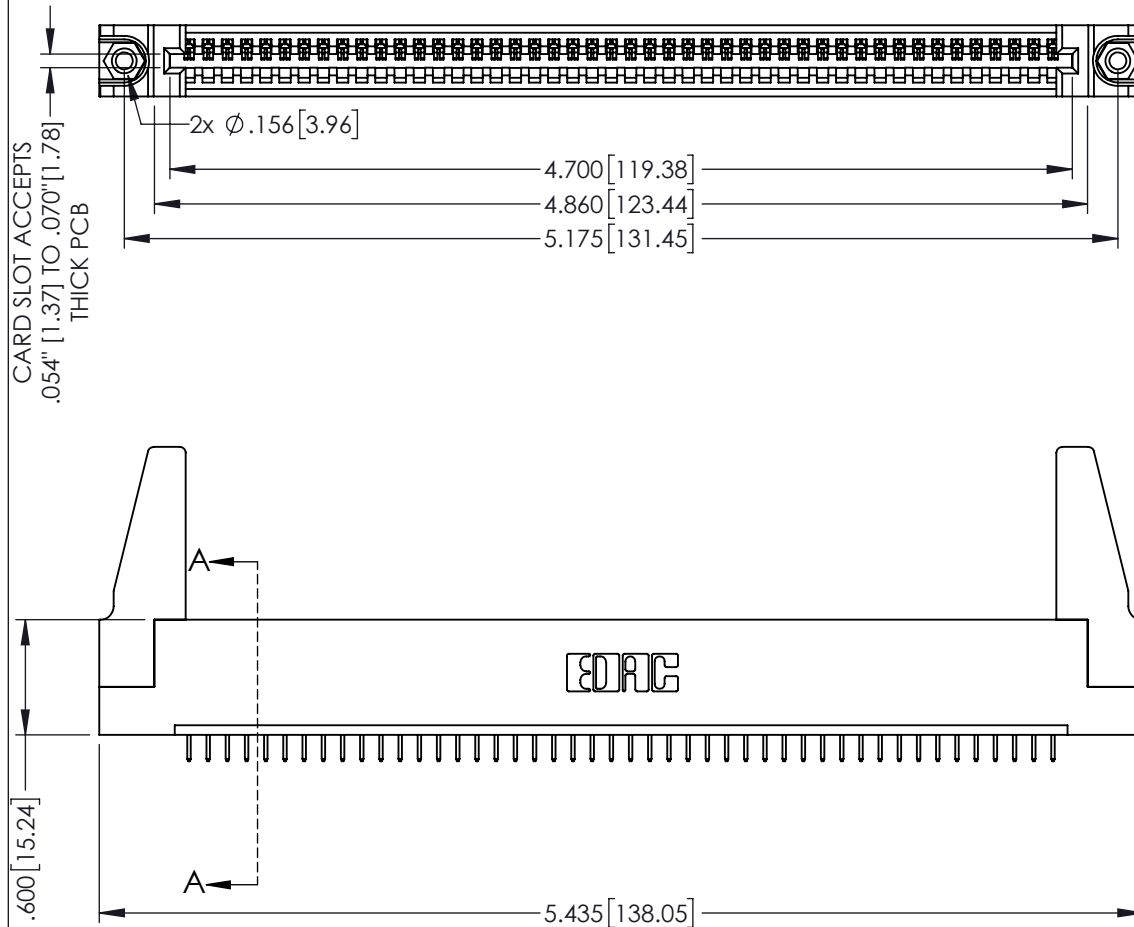 2x Ø.156[3.96]
4.700[119.38]
4.860[123.44]
5.175[131.45]
CARD SLOT ACCEPTS
.054" [1.37] TO .070"[1.78]
THICK PCB
A
EDAC
A
.600[15.24]
5.435[138.05]